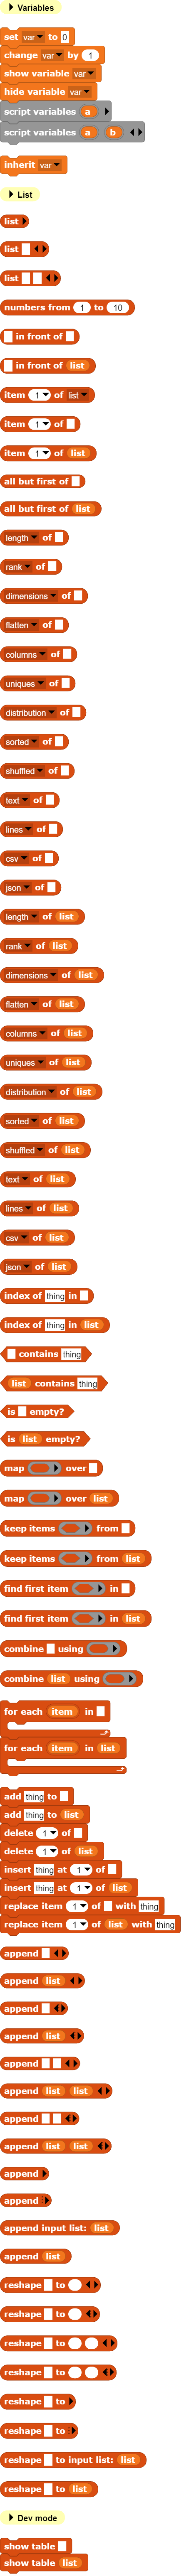 Variables
set var to 0
change var by 1
show variable var
hide variable var
script variables a
script variables a b
inherit var
List
list
list
list
numbers from 1 to 10
in front of
in front of list
item 1 of list
item 1 of
item 1 of list
all but first of
all but first of list
length of
rank of
dimensions of
flatten of
columns of
uniques of
distribution of
sorted of
shuffled of
text of
lines of
csv of
json of
length of list
rank of list
dimensions of list
flatten of list
columns of list
uniques of list
distribution of list
sorted of list
shuffled of list
text of list
lines of list
csv of list
json of list
index of thing in
index of thing in list
contains thing
list contains thing
is empty?
is list empty?
map over
map over list
keep items from
keep items from list
find first item in
find first item in list
combine using
combine list using
for each item in
for each item in list
add thing to
add thing to list
delete 1 of
delete 1 of list
insert thing at 1 of
insert thing at 1 of list
replace item 1 of with thing
replace item 1 of list with thing
append
append list
append
append list
append
append list list
append
append list list
append
append
append input list: list
append list
reshape to
reshape to
reshape to
reshape to
reshape to
reshape to
reshape to input list: list
reshape to list
Dev mode
show table
show table list